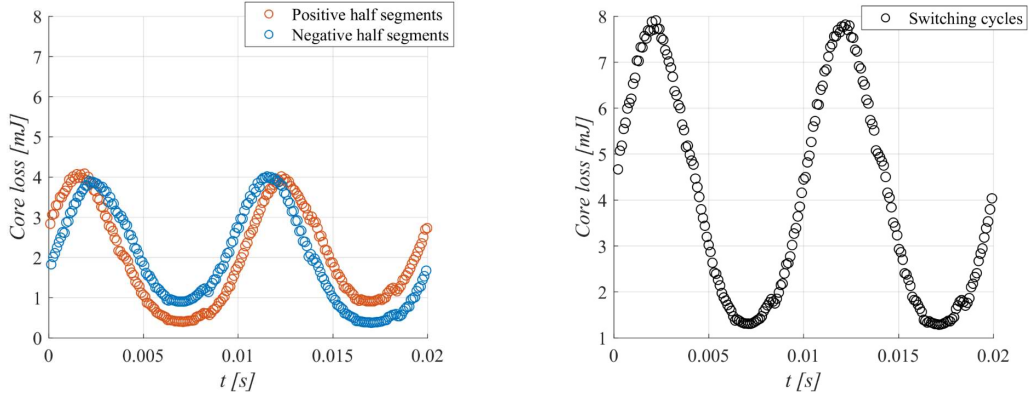 Positive half segments
Negative half segments
8
7
6
5
4
3
2
1
0
Core loss [mJ]
0 0.005 0.01 0.015 0.02
t [s]
Switching cycles
8
7
6
5
4
3
2
1
Core loss [mJ]
0 0.005 0.01 0.015 0.02
t [s]